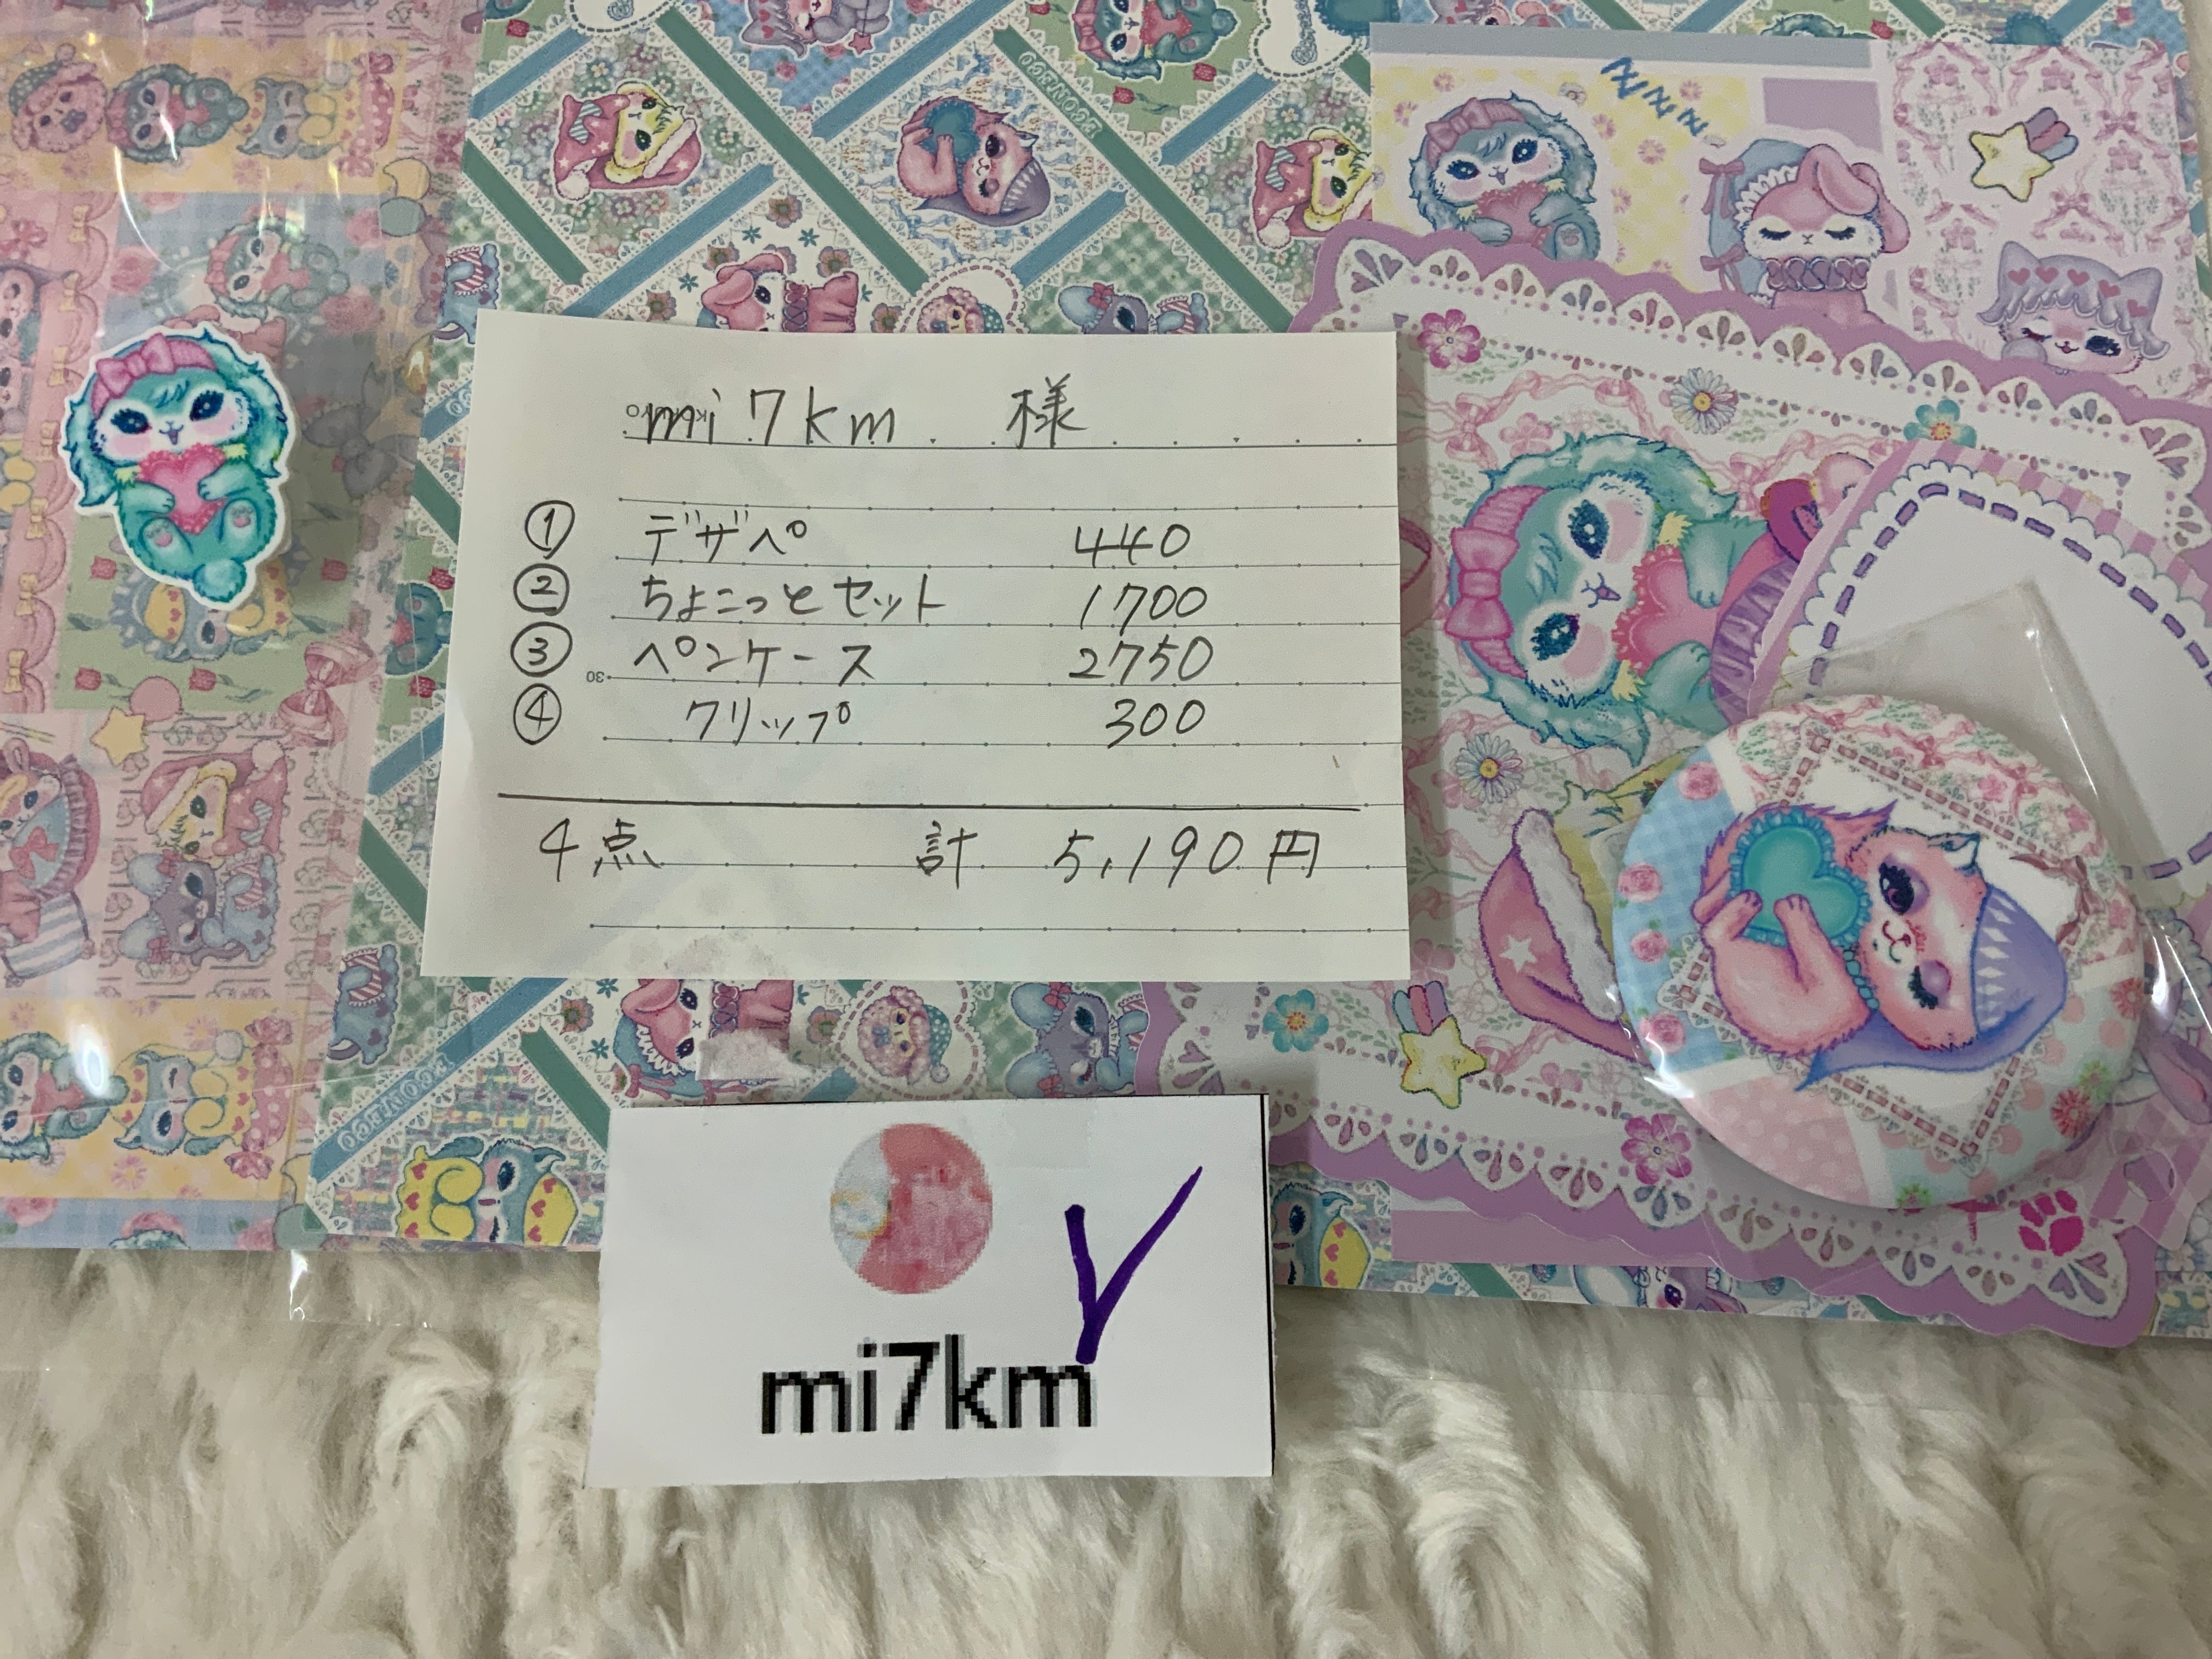 mi7km 様
① デザペ 440
② ちょこっとセット 1700
③ ペンケース 2750
④ クリップ 300
4点 計 5,190円
mi7km